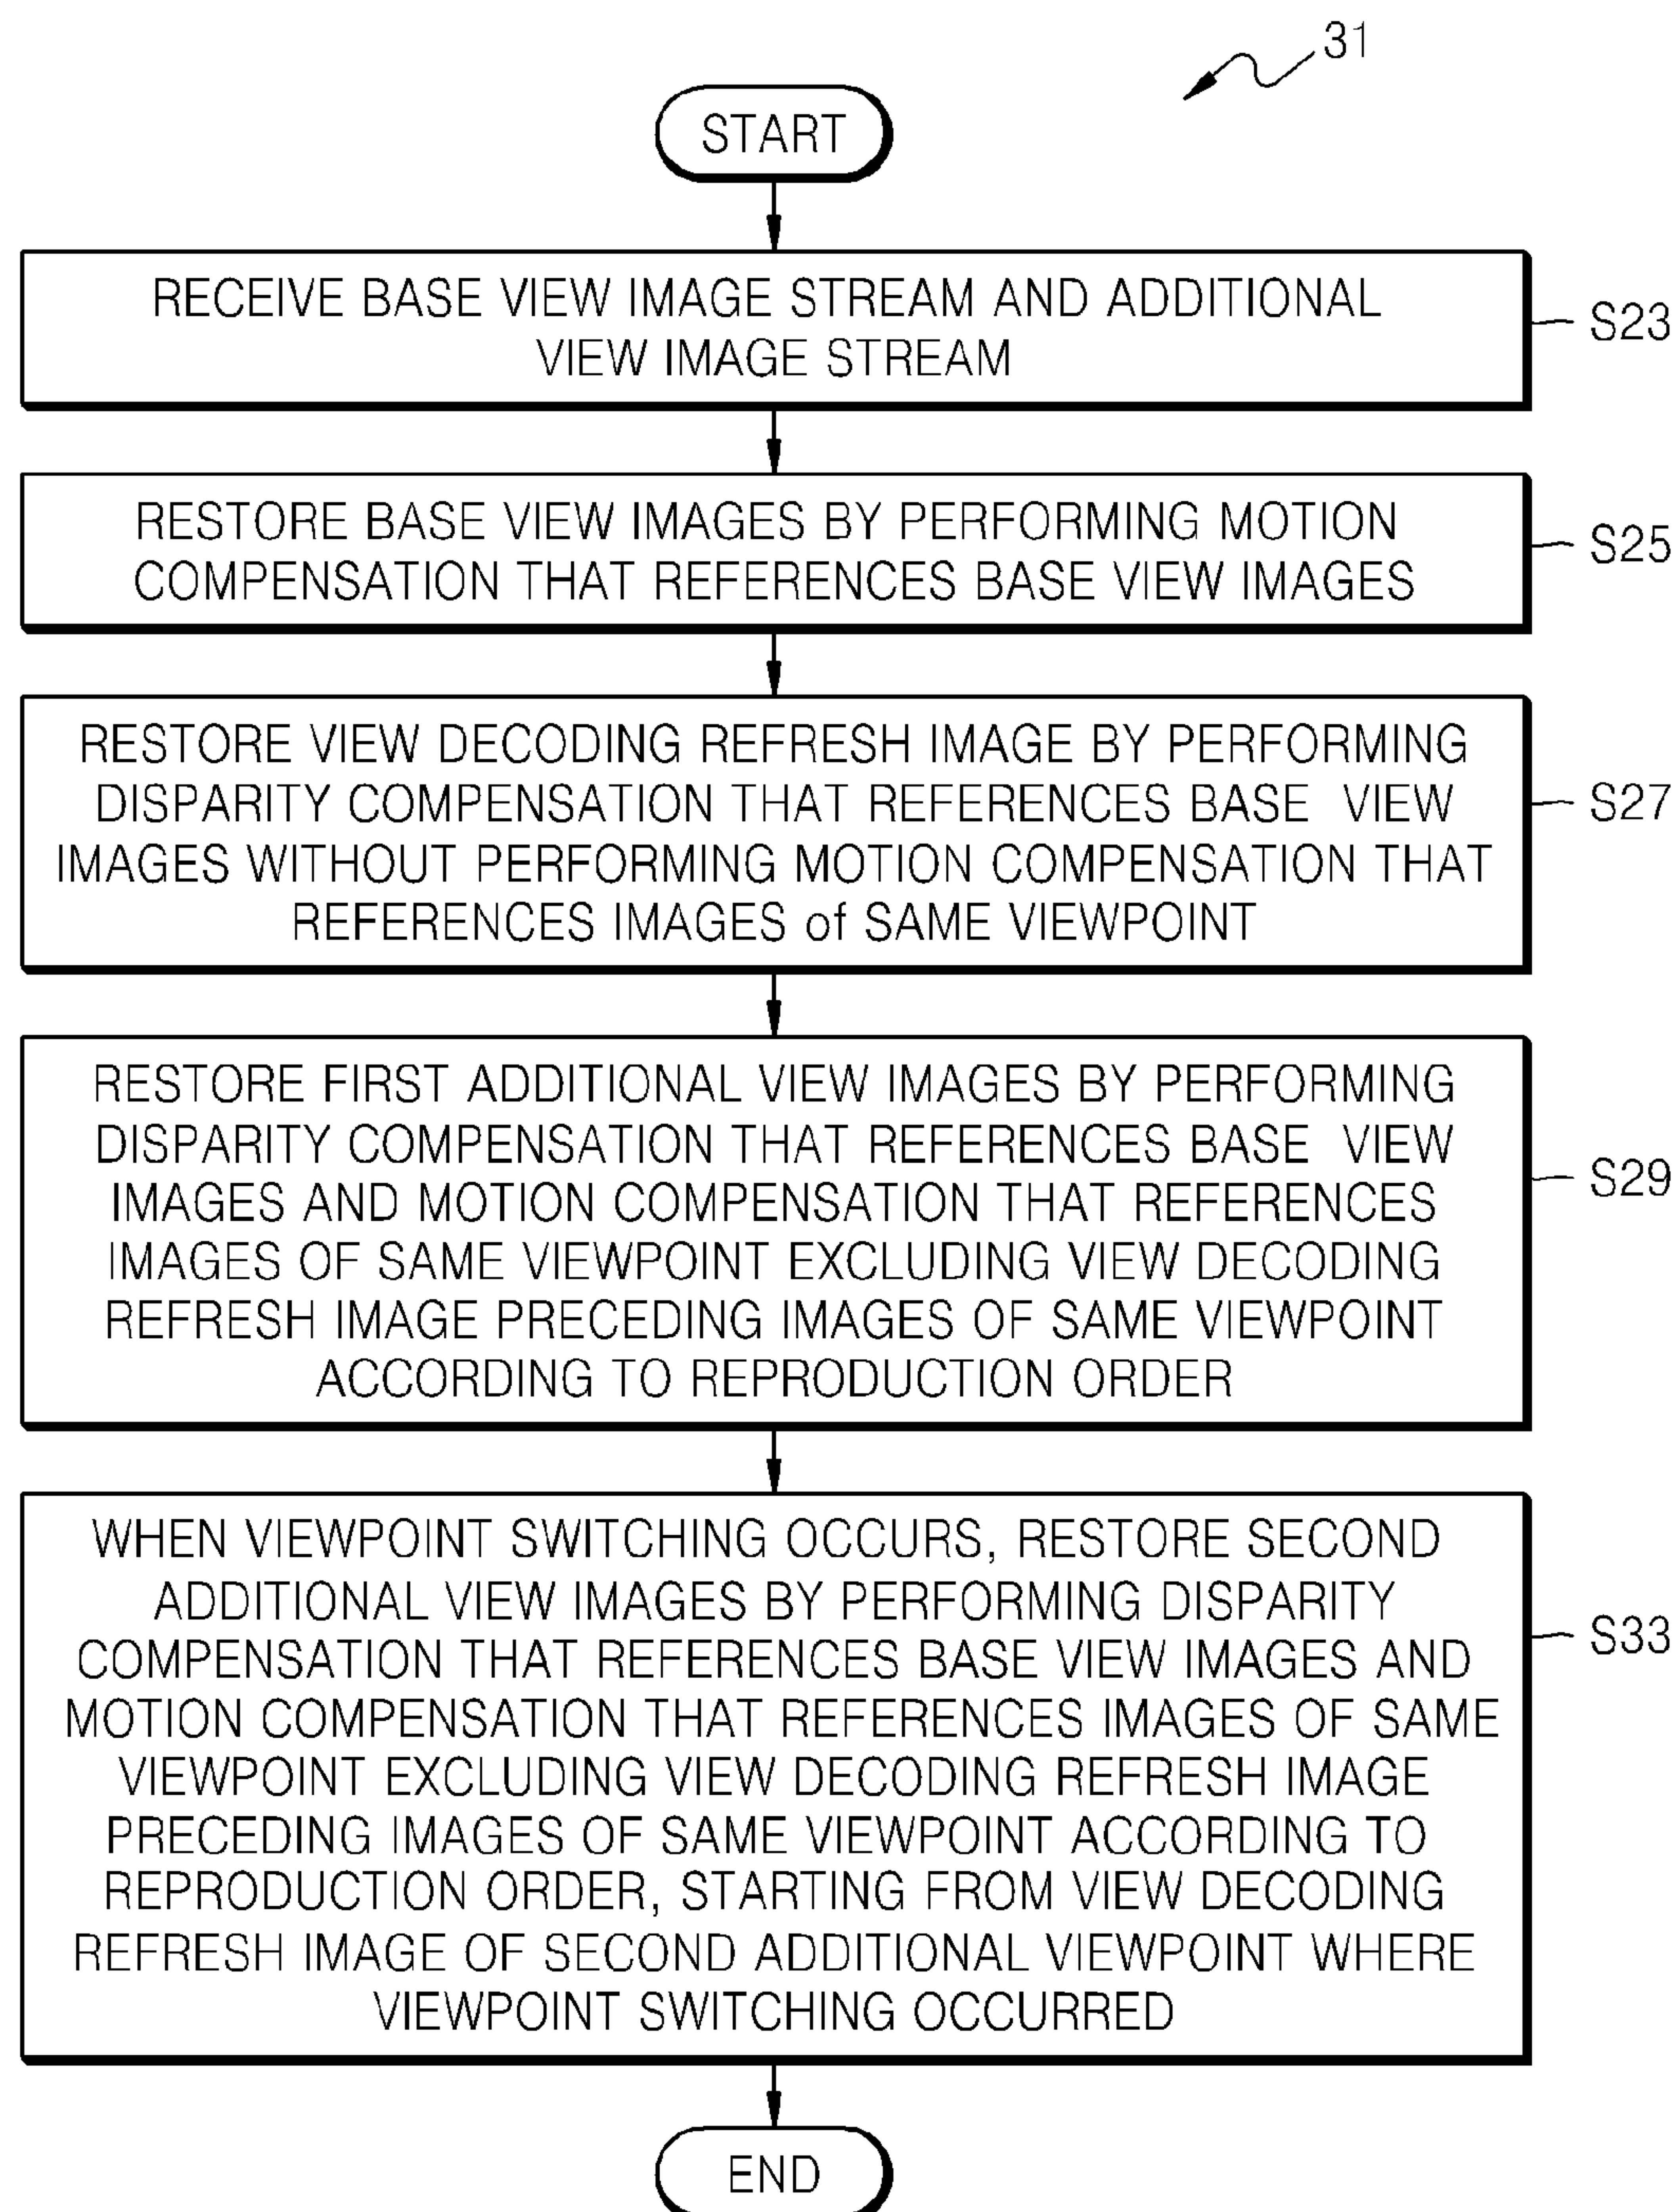 31
START
RECEIVE BASE VIEW IMAGE STREAM AND ADDITIONAL
VIEW IMAGE STREAM
S23
RESTORE BASE VIEW IMAGES BY PERFORMING MOTION
COMPENSATION THAT REFERENCES BASE VIEW IMAGES
S25
RESTORE VIEW DECODING REFRESH IMAGE BY PERFORMING
DISPARITY COMPENSATION THAT REFERENCES BASE VIEW
IMAGES WITHOUT PERFORMING MOTION COMPENSATION THAT
REFERENCES IMAGES of SAME VIEWPOINT
S27
RESTORE FIRST ADDITIONAL VIEW IMAGES BY PERFORMING
DISPARITY COMPENSATION THAT REFERENCES BASE VIEW
IMAGES AND MOTION COMPENSATION THAT REFERENCES
IMAGES OF SAME VIEWPOINT EXCLUDING VIEW DECODING
REFRESH IMAGE PRECEDING IMAGES OF SAME VIEWPOINT
ACCORDING TO REPRODUCTION ORDER
S29
WHEN VIEWPOINT SWITCHING OCCURS, RESTORE SECOND
ADDITIONAL VIEW IMAGES BY PERFORMING DISPARITY
COMPENSATION THAT REFERENCES BASE VIEW IMAGES AND
MOTION COMPENSATION THAT REFERENCES IMAGES OF SAME
VIEWPOINT EXCLUDING VIEW DECODING REFRESH IMAGE
PRECEDING IMAGES OF SAME VIEWPOINT ACCORDING TO
REPRODUCTION ORDER, STARTING FROM VIEW DECODING
REFRESH IMAGE OF SECOND ADDITIONAL VIEWPOINT WHERE
VIEWPOINT SWITCHING OCCURRED
S33
END